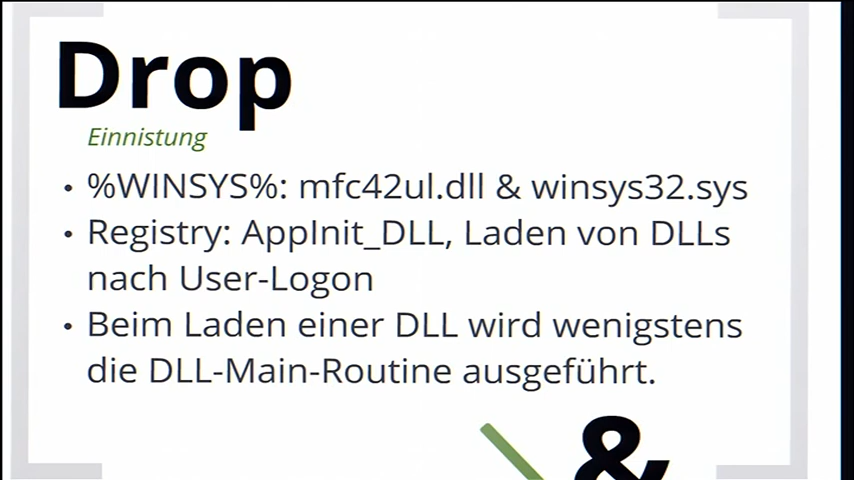 Drop
Einnistung
• %WINSYS%: mfc42ul.dll & winsys32.sys
• Registry: AppInit_DLL, Laden von DLLs
nach User-Logon
• Beim Laden einer DLL wird wenigstens
die DLL-Main-Routine ausgeführt.
&